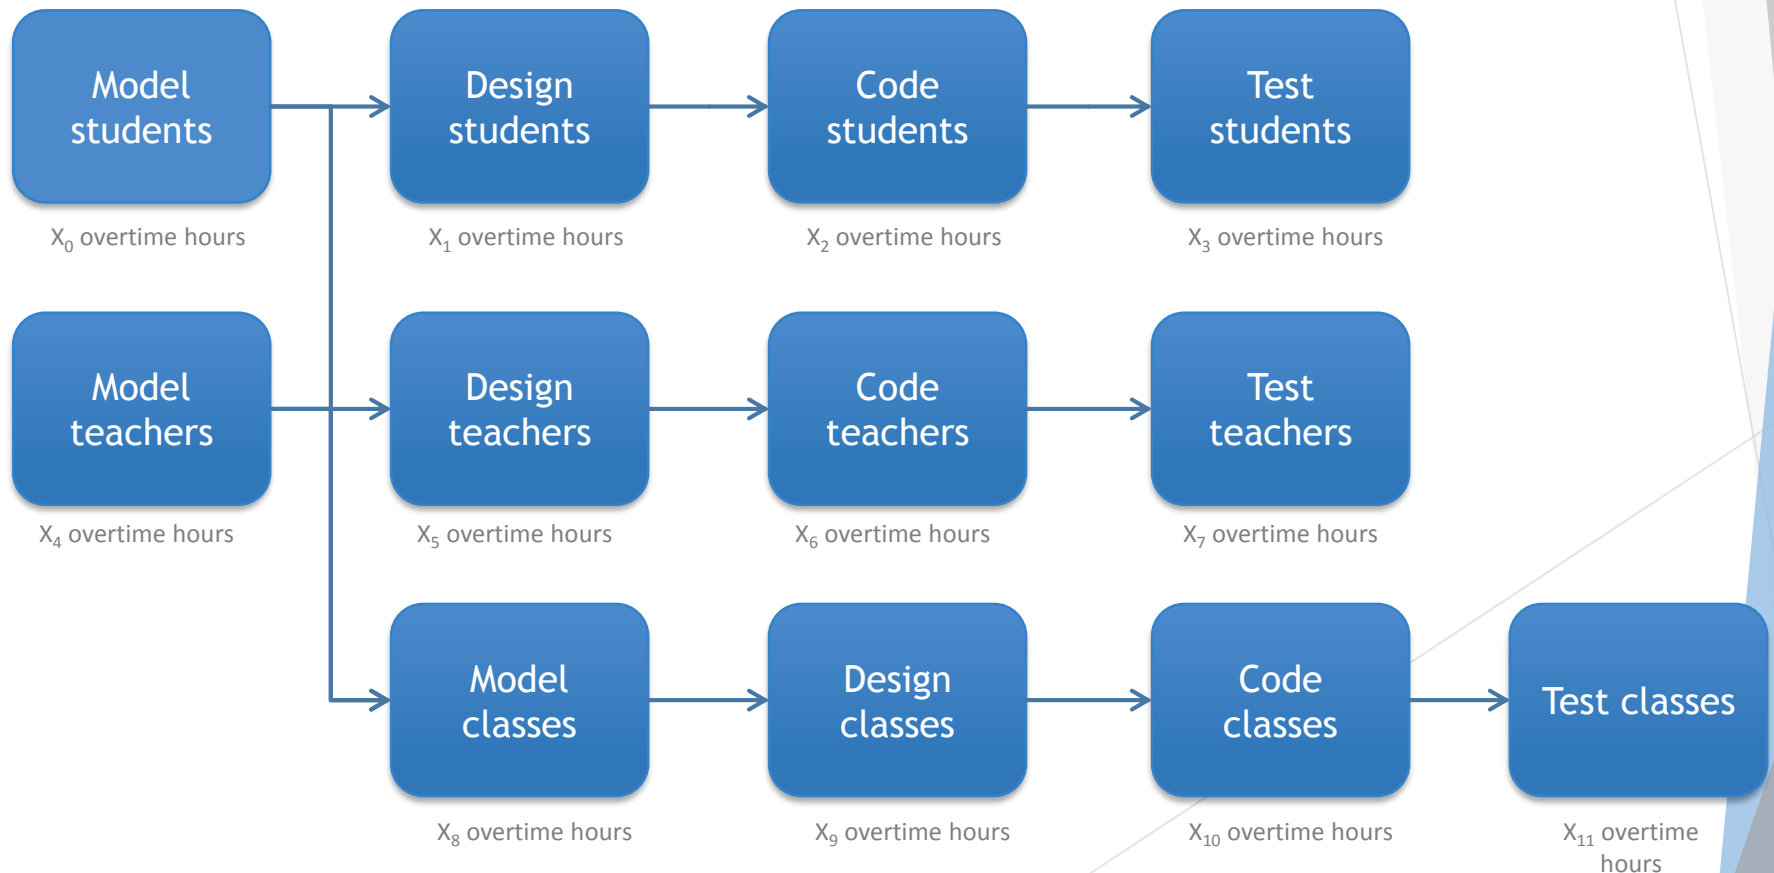 Model
students
Design
students
Code
students
Test
students
X₀ overtime hours
X₁ overtime hours
X₂ overtime hours
X₃ overtime hours
Model
teachers
Design
teachers
Code
teachers
Test
teachers
X₄ overtime hours
X₅ overtime hours
X₆ overtime hours
X₇ overtime hours
Model
classes
Design
classes
Code
classes
Test classes
X₈ overtime hours
X₉ overtime hours
X₁₀ overtime hours
X₁₁ overtime
hours